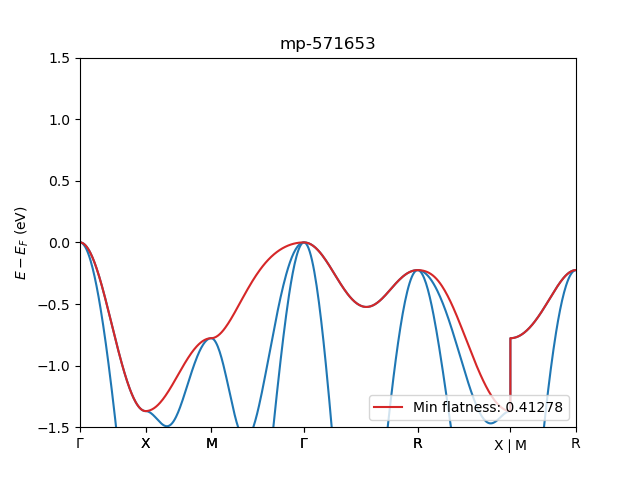 mp-571653
E − E_F (eV)
1.5
1.0
0.5
0.0
−0.5
−1.0
−1.5
Min flatness: 0.41278
Γ X M Γ R X | M R